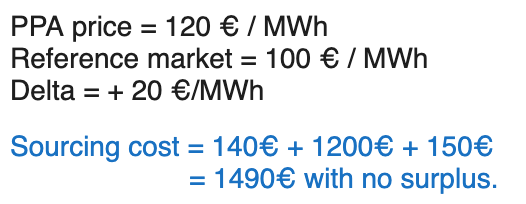 PPA price = 120 € / MWh
Reference market = 100 € / MWh
Delta = + 20 €/MWh
Sourcing cost = 140€ + 1200€ + 150€
= 1490€ with no surplus.